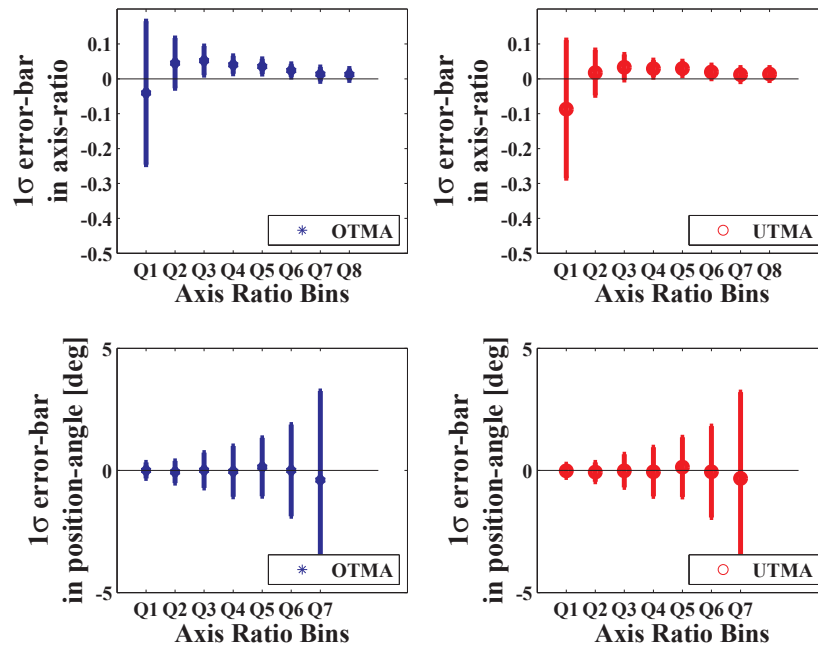 1σ error-bar
in axis-ratio
0.1
0
-0.1
-0.2
-0.3
-0.4
-0.5
OTMA
Q1 Q2 Q3 Q4 Q5 Q6 Q7 Q8
Axis Ratio Bins
1σ error-bar
in axis-ratio
0.1
0
-0.1
-0.2
-0.3
-0.4
-0.5
UTMA
Q1 Q2 Q3 Q4 Q5 Q6 Q7 Q8
Axis Ratio Bins
1σ error-bar
in position-angle [deg]
5
0
-5
OTMA
Q1 Q2 Q3 Q4 Q5 Q6 Q7
Axis Ratio Bins
1σ error-bar
in position-angle [deg]
5
0
-5
UTMA
Q1 Q2 Q3 Q4 Q5 Q6 Q7
Axis Ratio Bins